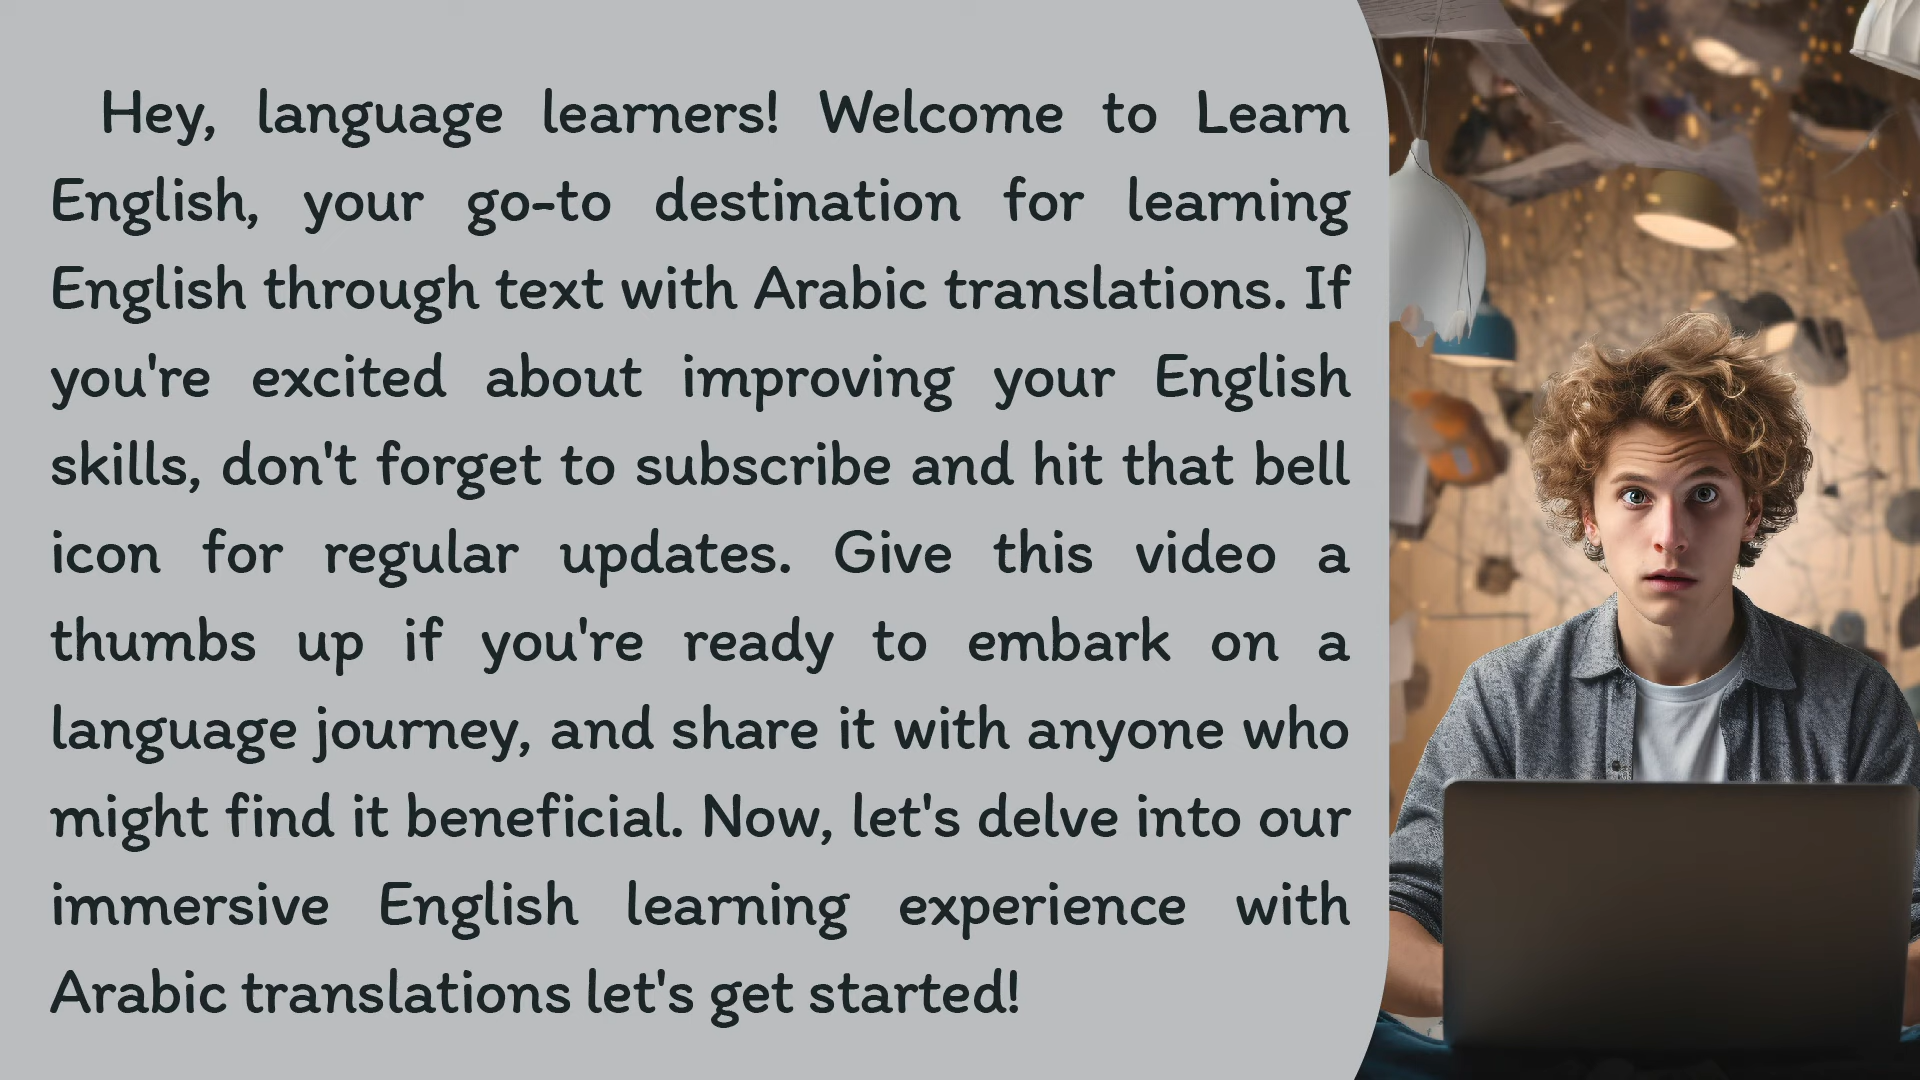 Hey, language learners! Welcome to Learn
English, your go-to destination for learning
English through text with Arabic translations. If
you're excited about improving your English
skills, don't forget to subscribe and hit that bell
icon for regular updates. Give this video a
thumbs up if you're ready to embark on a
language journey, and share it with anyone who
might find it beneficial. Now, let's delve into our
immersive English learning experience with
Arabic translations let's get started!